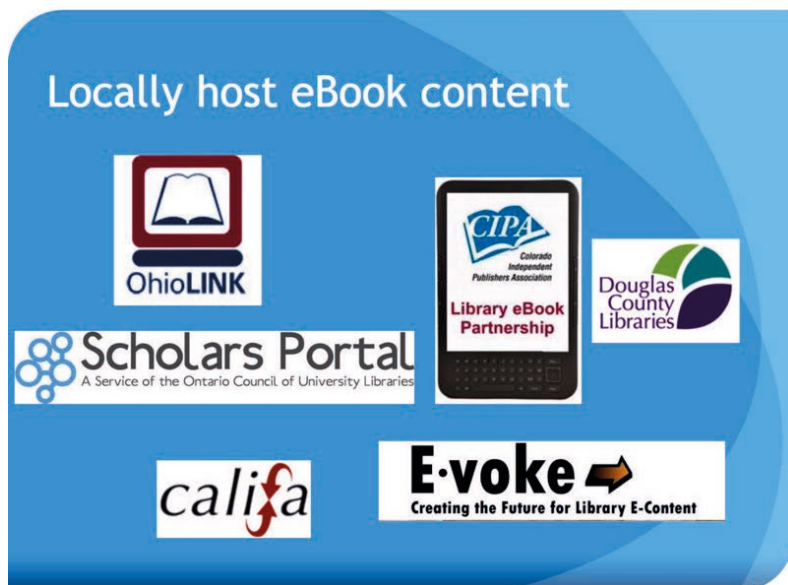 Locally host eBook content
OhioLINK
CIPA
Colorado
Independent
Publishers Association
Library eBook
Partnership
Douglas
County
Libraries
Scholars Portal
A Service of the Ontario Council of University Libraries
califa
E·voke
Creating the Future for Library E-Content